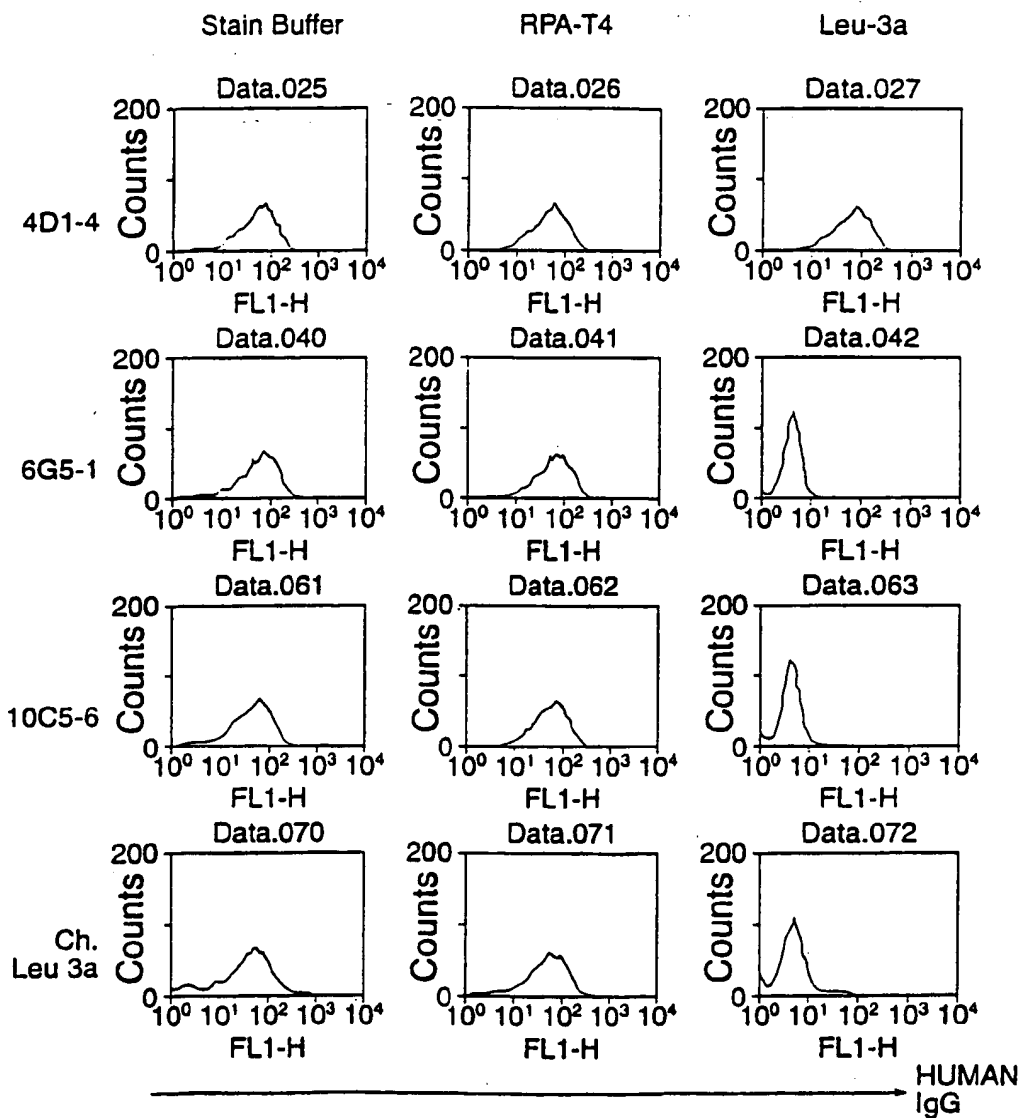 Stain Buffer RPA-T4 Leu-3a
Data.025 Data.026 Data.027
4D1-4
200 200 200
Counts Counts Counts
0 0 0
10⁰ 10¹ 10² 10³ 10⁴ 10⁰ 10¹ 10² 10³ 10⁴ 10⁰ 10¹ 10² 10³ 10⁴
FL1-H FL1-H FL1-H
Data.040 Data.041 Data.042
6G5-1
200 200 200
Counts Counts Counts
0 0 0
10⁰ 10¹ 10² 10³ 10⁴ 10⁰ 10¹ 10² 10³ 10⁴ 10⁰ 10¹ 10² 10³ 10⁴
FL1-H FL1-H FL1-H
Data.061 Data.062 Data.063
10C5-6
200 200 200
Counts Counts Counts
0 0 0
10⁰ 10¹ 10² 10³ 10⁴ 10⁰ 10¹ 10² 10³ 10⁴ 10⁰ 10¹ 10² 10³ 10⁴
FL1-H FL1-H FL1-H
Data.070 Data.071 Data.072
Ch.
Leu 3a
200 200 200
Counts Counts Counts
0 0 0
10⁰ 10¹ 10² 10³ 10⁴ 10⁰ 10¹ 10² 10³ 10⁴ 10⁰ 10¹ 10² 10³ 10⁴
FL1-H FL1-H FL1-H
HUMAN
IgG